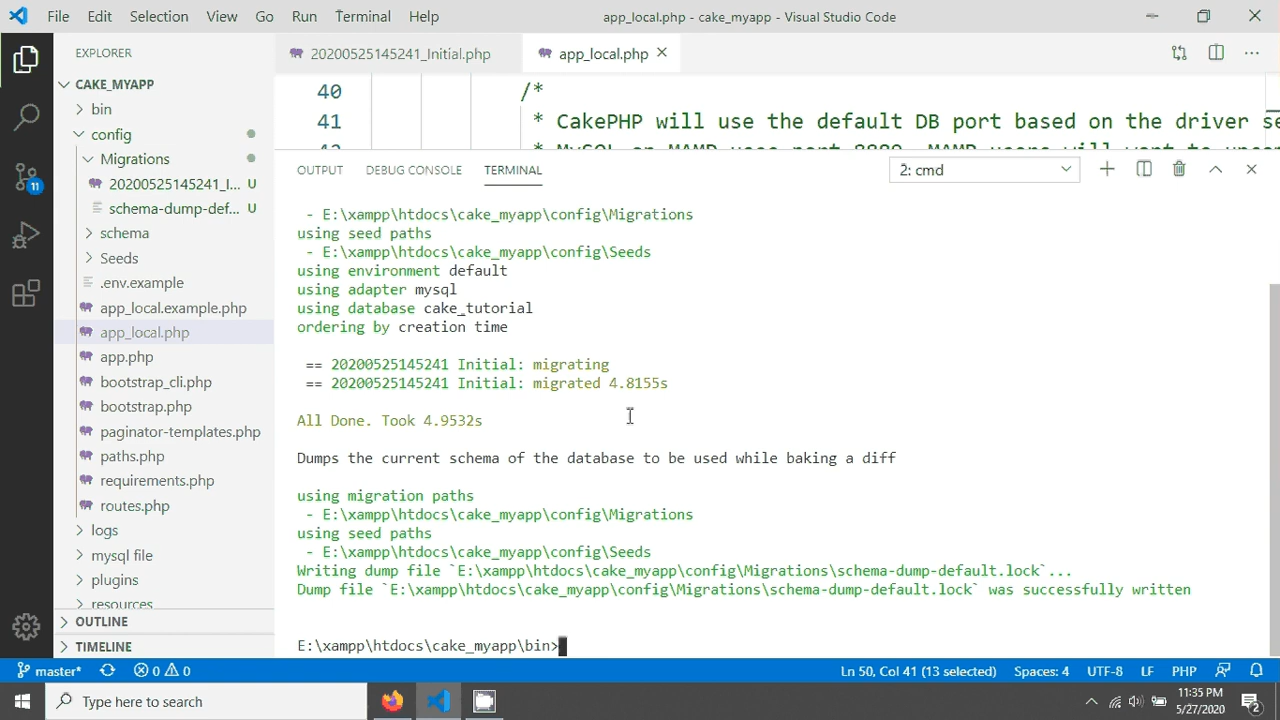 File Edit Selection View Go Run Terminal Help
app_local.php - cake_myapp - Visual Studio Code
EXPLORER
20200525145241_Initial.php
app_local.php
CAKE_MYAPP
bin
config
Migrations
20200525145241_I... U
schema-dump-def... U
schema
Seeds
.env.example
app_local.example.php
app_local.php
app.php
bootstrap_cli.php
bootstrap.php
paginator-templates.php
paths.php
requirements.php
routes.php
logs
mysql file
plugins
resources
OUTLINE
TIMELINE
11
40 /*
41 * CakePHP will use the default DB port based on the driver se
OUTPUT DEBUG CONSOLE TERMINAL
2: cmd
- E:\xampp\htdocs\cake_myapp\config\Migrations
using seed paths
- E:\xampp\htdocs\cake_myapp\config\Seeds
using environment default
using adapter mysql
using database cake_tutorial
ordering by creation time
== 20200525145241 Initial: migrating
== 20200525145241 Initial: migrated 4.8155s
All Done. Took 4.9532s
Dumps the current schema of the database to be used while baking a diff
using migration paths
- E:\xampp\htdocs\cake_myapp\config\Migrations
using seed paths
- E:\xampp\htdocs\cake_myapp\config\Seeds
Writing dump file `E:\xampp\htdocs\cake_myapp\config\Migrations\schema-dump-default.lock`...
Dump file `E:\xampp\htdocs\cake_myapp\config\Migrations\schema-dump-default.lock` was successfully written
E:\xampp\htdocs\cake_myapp\bin>
master* 0 0
Ln 50, Col 41 (13 selected) Spaces: 4 UTF-8 LF PHP
Type here to search
11:35 PM
5/27/2020
2